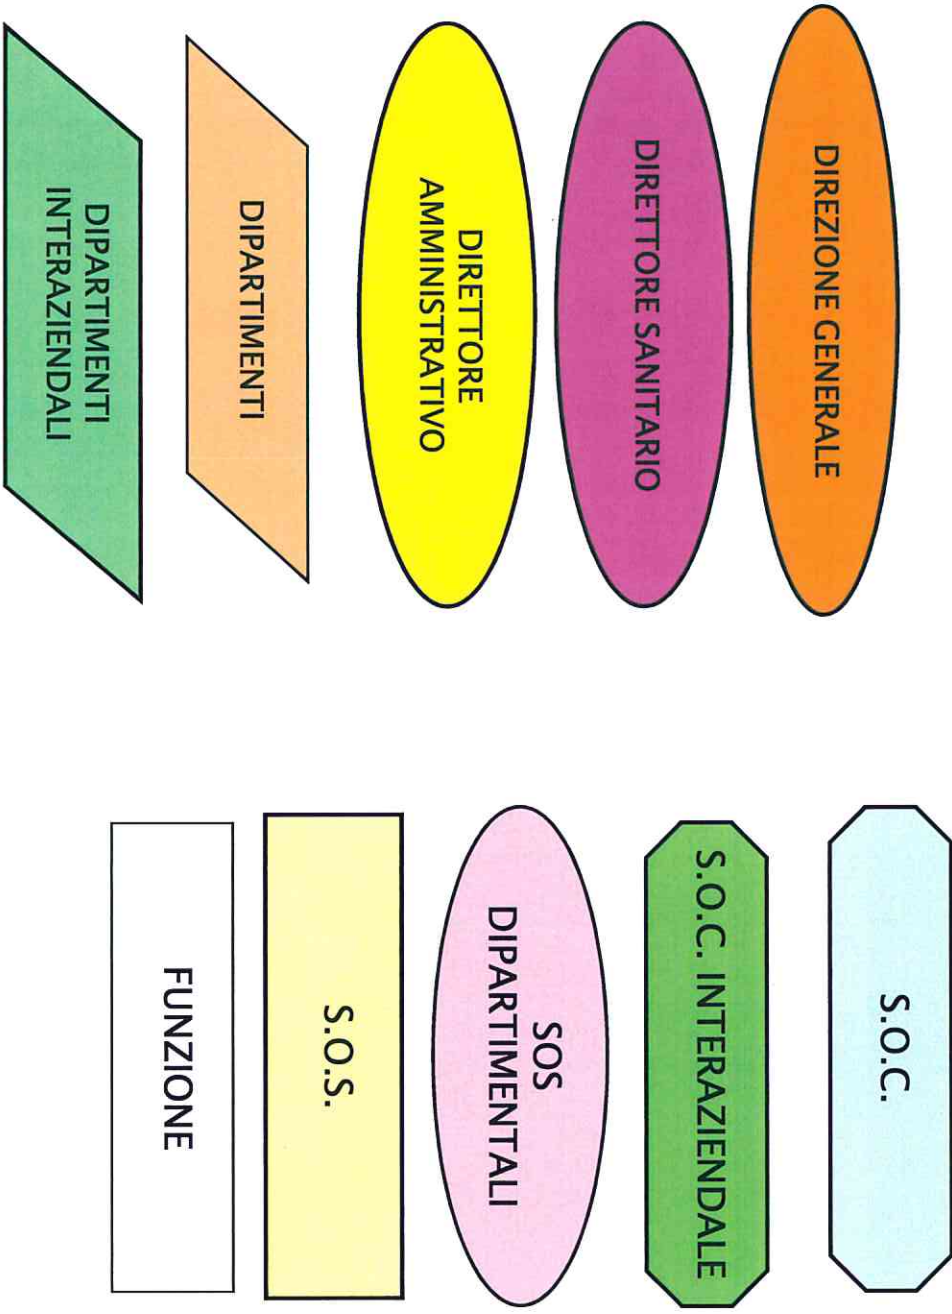 DIREZIONE GENERALE
DIRETTORE SANITARIO
DIRETTORE
AMMINISTRATIVO
DIPARTIMENTI
DIPARTIMENTI
INTERAZIENDALI
S.O.C.
S.O.C. INTERAZIENDALE
SOS
DIPARTIMENTALI
S.O.S.
FUNZIONE